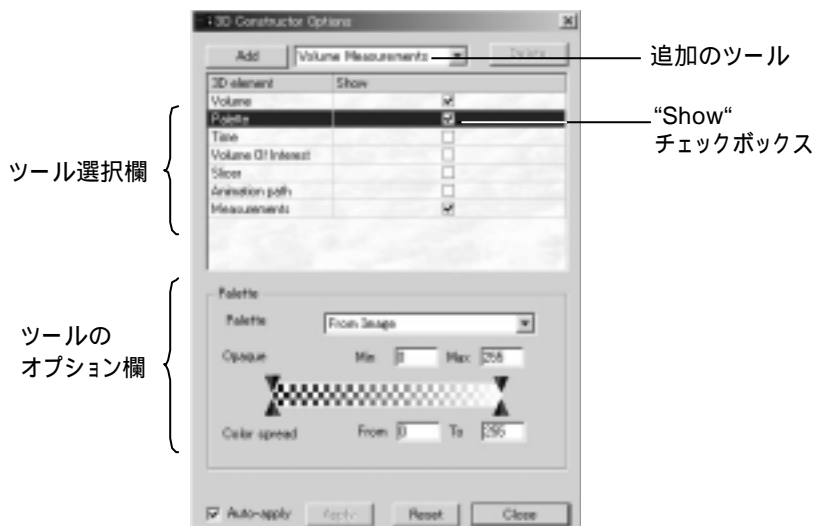 3D Constructor Options
Add
Volume Measurements
Delete
追加のツール
3D element Show
Volume
Palette
Time
Volume Of Interest
Slicer
Animation path
Measurements
“Show“
チェックボックス
ツール選択欄
Palette
Palette From Image
Opaque Min 0 Max 255
Color spread From 0 To 255
ツールの
オプション欄
Auto-apply Apply Reset Close